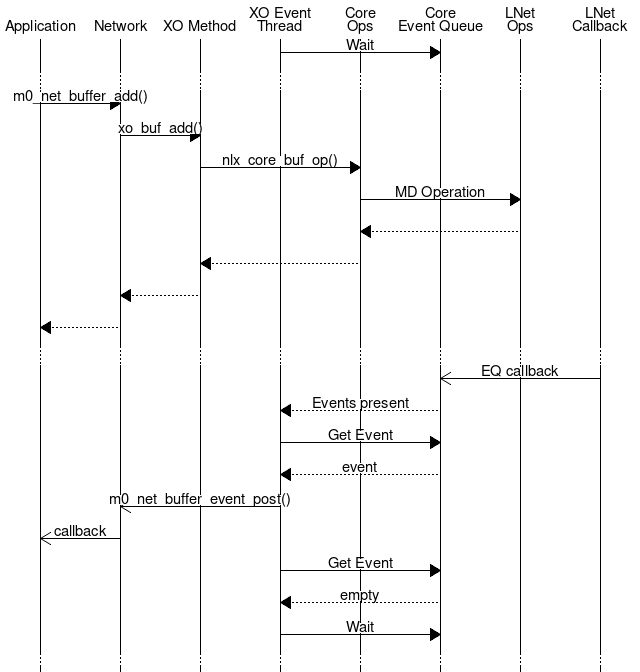 Application
Network
XO Method
XO Event
Thread
Core
Ops
Core
Event Queue
LNet
Ops
LNet
Callback
Wait
m0_net_buffer_add()
xo_buf_add()
nlx_core_buf_op()
MD Operation
EQ callback
Events present
Get Event
event
m0_net_buffer_event_post()
callback
Get Event
empty
Wait